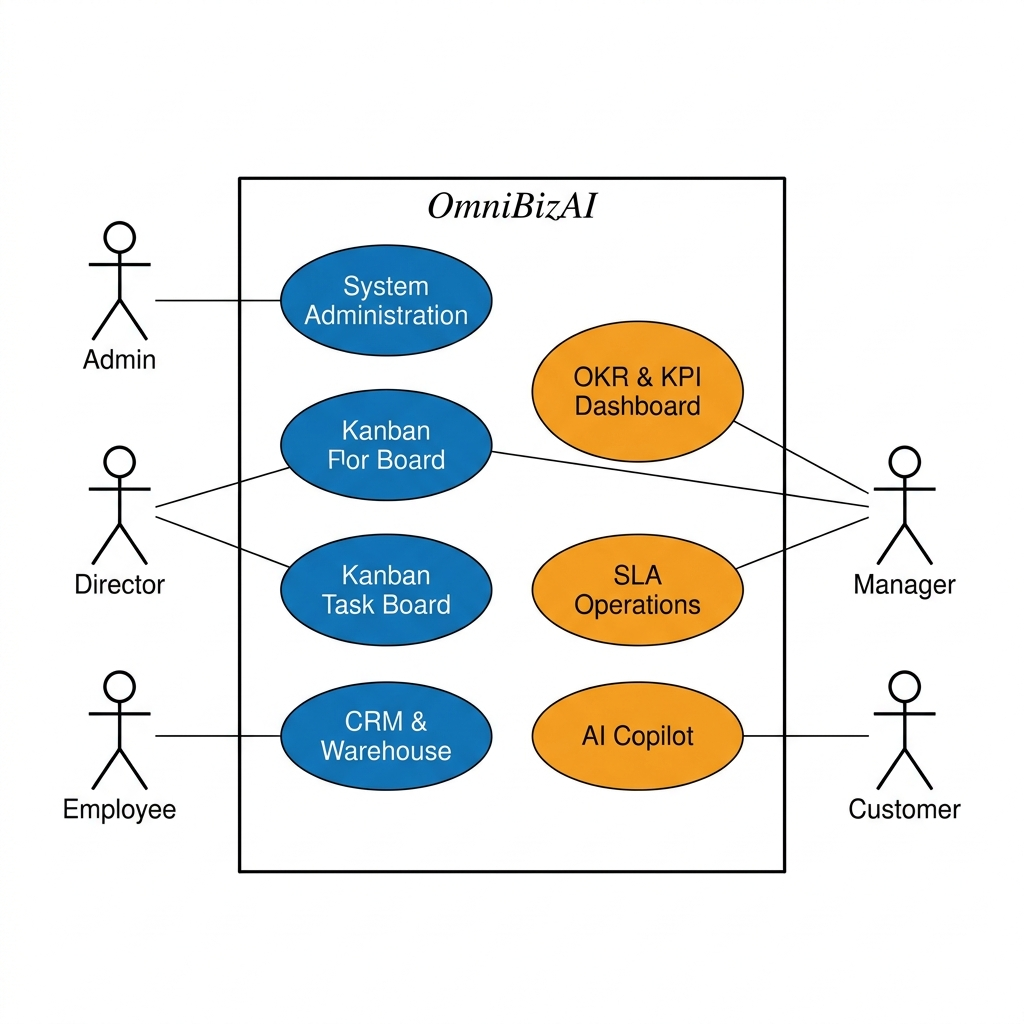 OmniBizAI
System
Administration
Admin
OKR & KPI
Dashboard
Kanban
Flor Board
Director
Manager
Kanban
Task Board
SLA
Operations
CRM &
Warehouse
AI Copilot
Employee
Customer